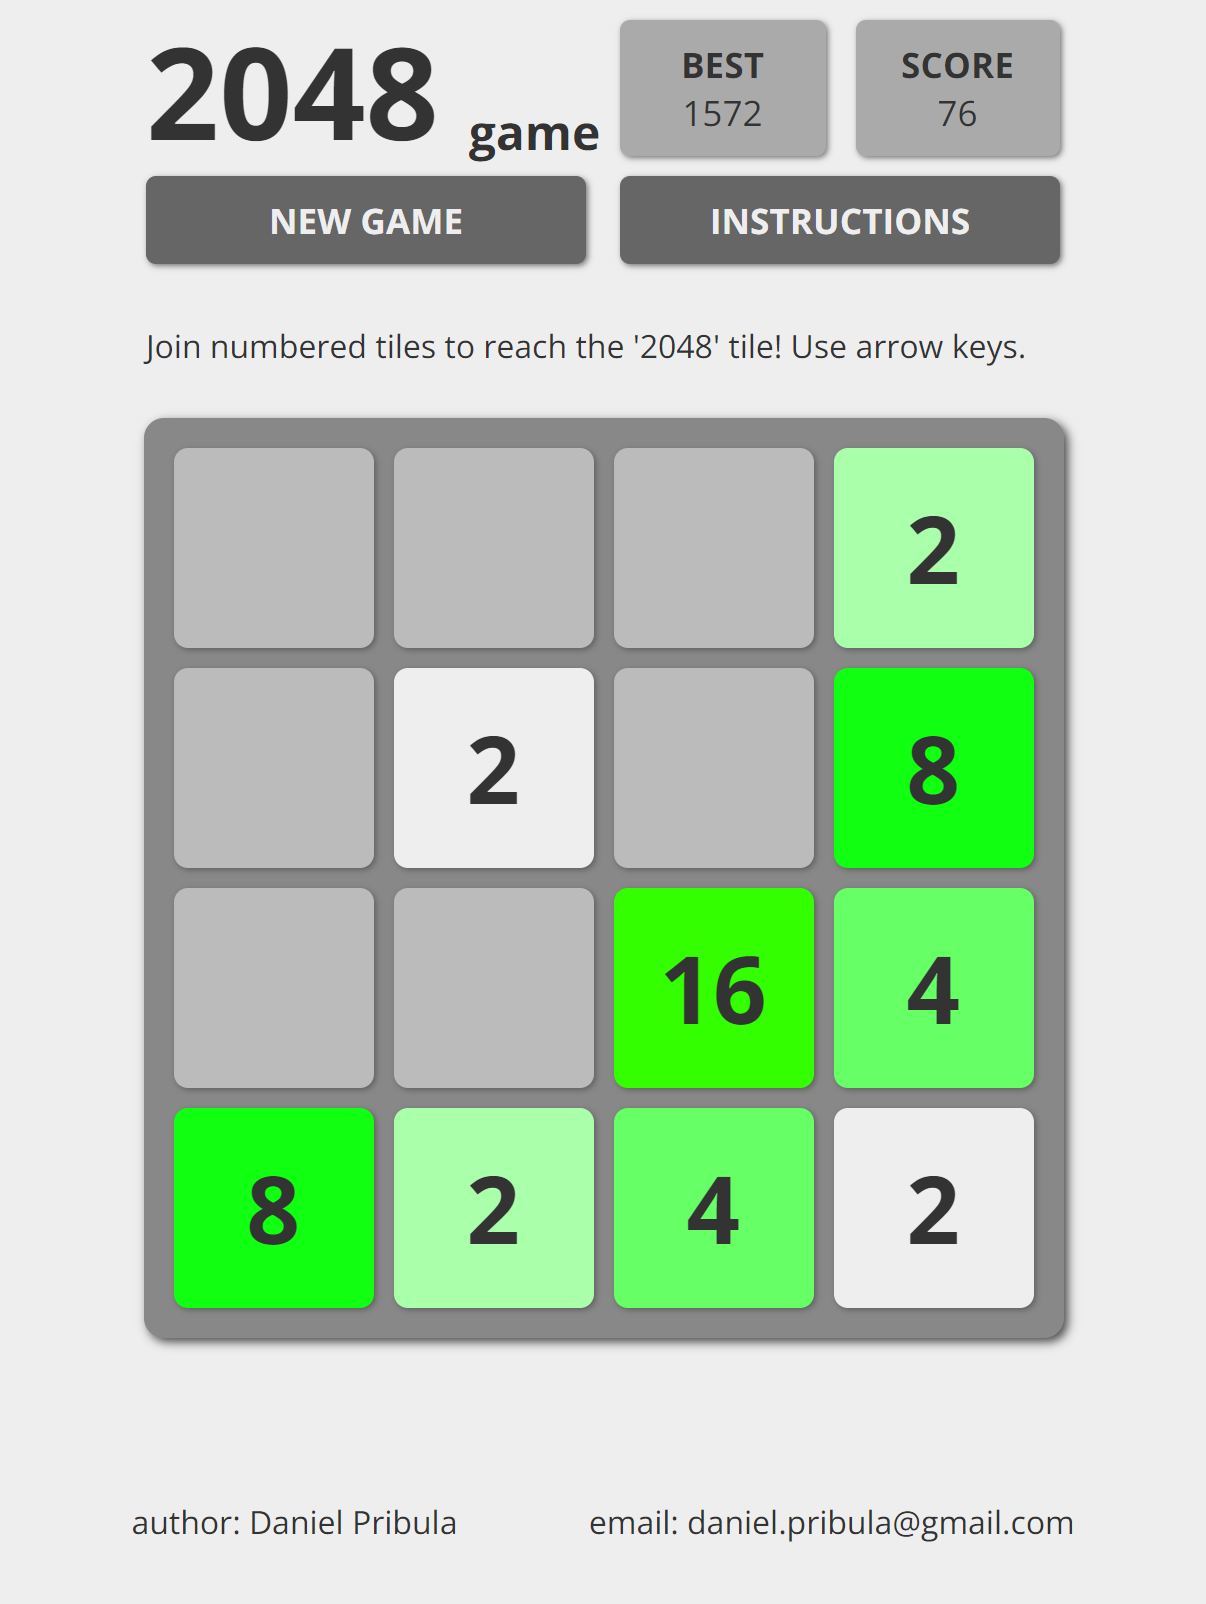 2048 game
BEST
1572
SCORE
76
NEW GAME
INSTRUCTIONS
Join numbered tiles to reach the '2048' tile! Use arrow keys.
2
2 8
16 4
8 2 4 2
author: Daniel Pribula
email: daniel.pribula@gmail.com